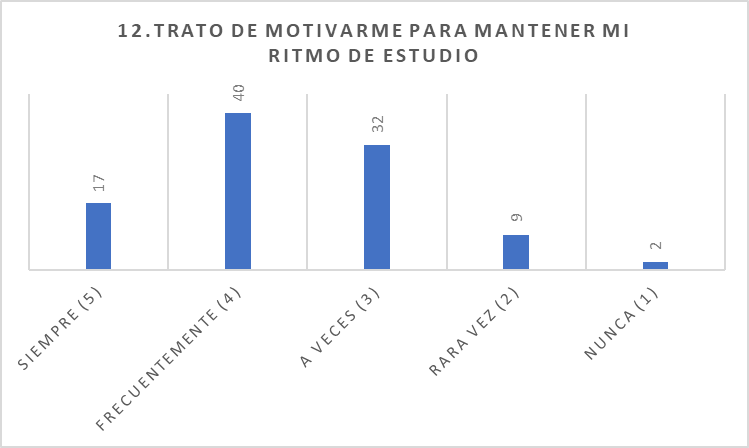 12.TRATO DE MOTIVARME PARA MANTENER MI
RITMO DE ESTUDIO
17
40
32
9
2
SIEMPRE (5)
FRECUENTEMENTE (4)
A VECES (3)
RARA VEZ (2)
NUNCA (1)